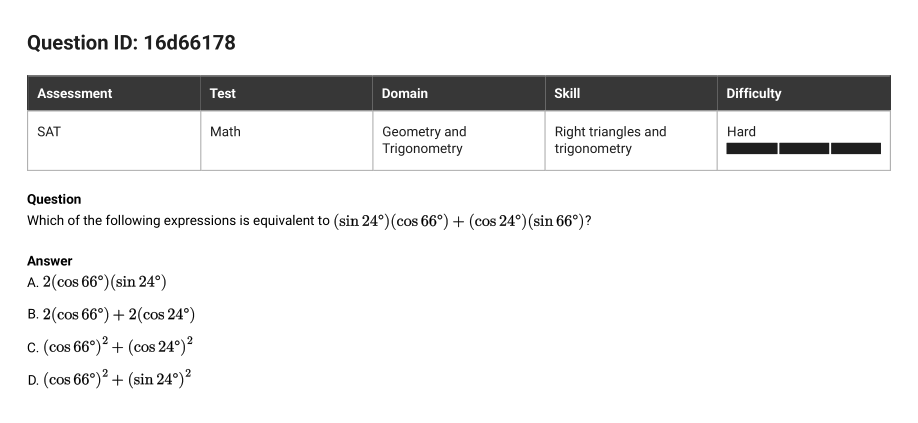 Question ID: 16d66178
Assessment Test Domain Skill Difficulty
SAT Math Geometry and Trigonometry Right triangles and trigonometry Hard
Question
Which of the following expressions is equivalent to (sin 24°)(cos 66°) + (cos 24°)(sin 66°)?
Answer
A. 2(cos 66°)(sin 24°)
B. 2(cos 66°) + 2(cos 24°)
C. (cos 66°)² + (cos 24°)²
D. (cos 66°)² + (sin 24°)²